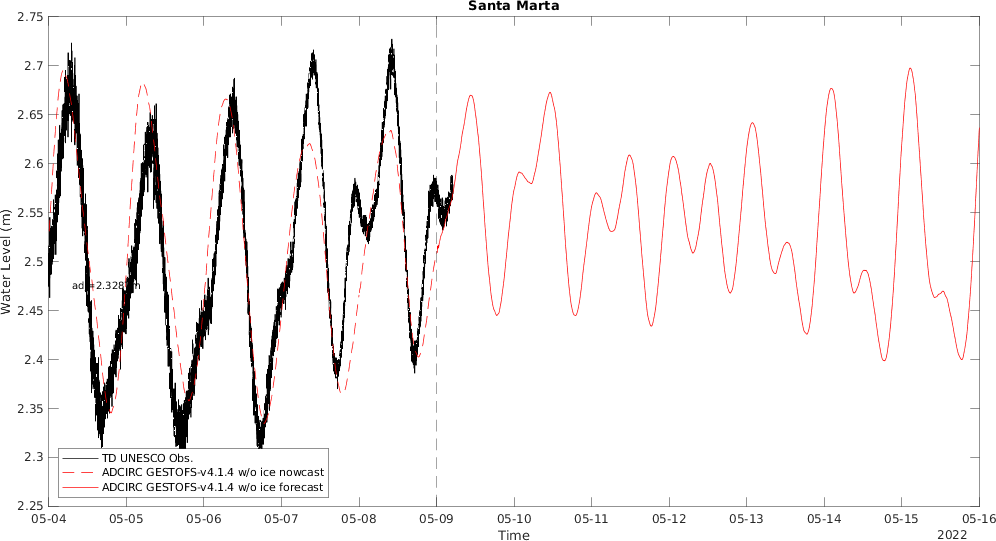 Santa Marta
2.75
2.7
2.65
2.6
2.55
2.5
2.45
2.4
2.35
2.3
2.25
Water Level (m)
TD UNESCO Obs.
ADCIRC GESTOFS-v4.1.4 w/o ice nowcast
ADCIRC GESTOFS-v4.1.4 w/o ice forecast
05-04 05-05 05-06 05-07 05-08 05-09 05-10 05-11 05-12 05-13 05-14 05-15 05-16
Time
2022